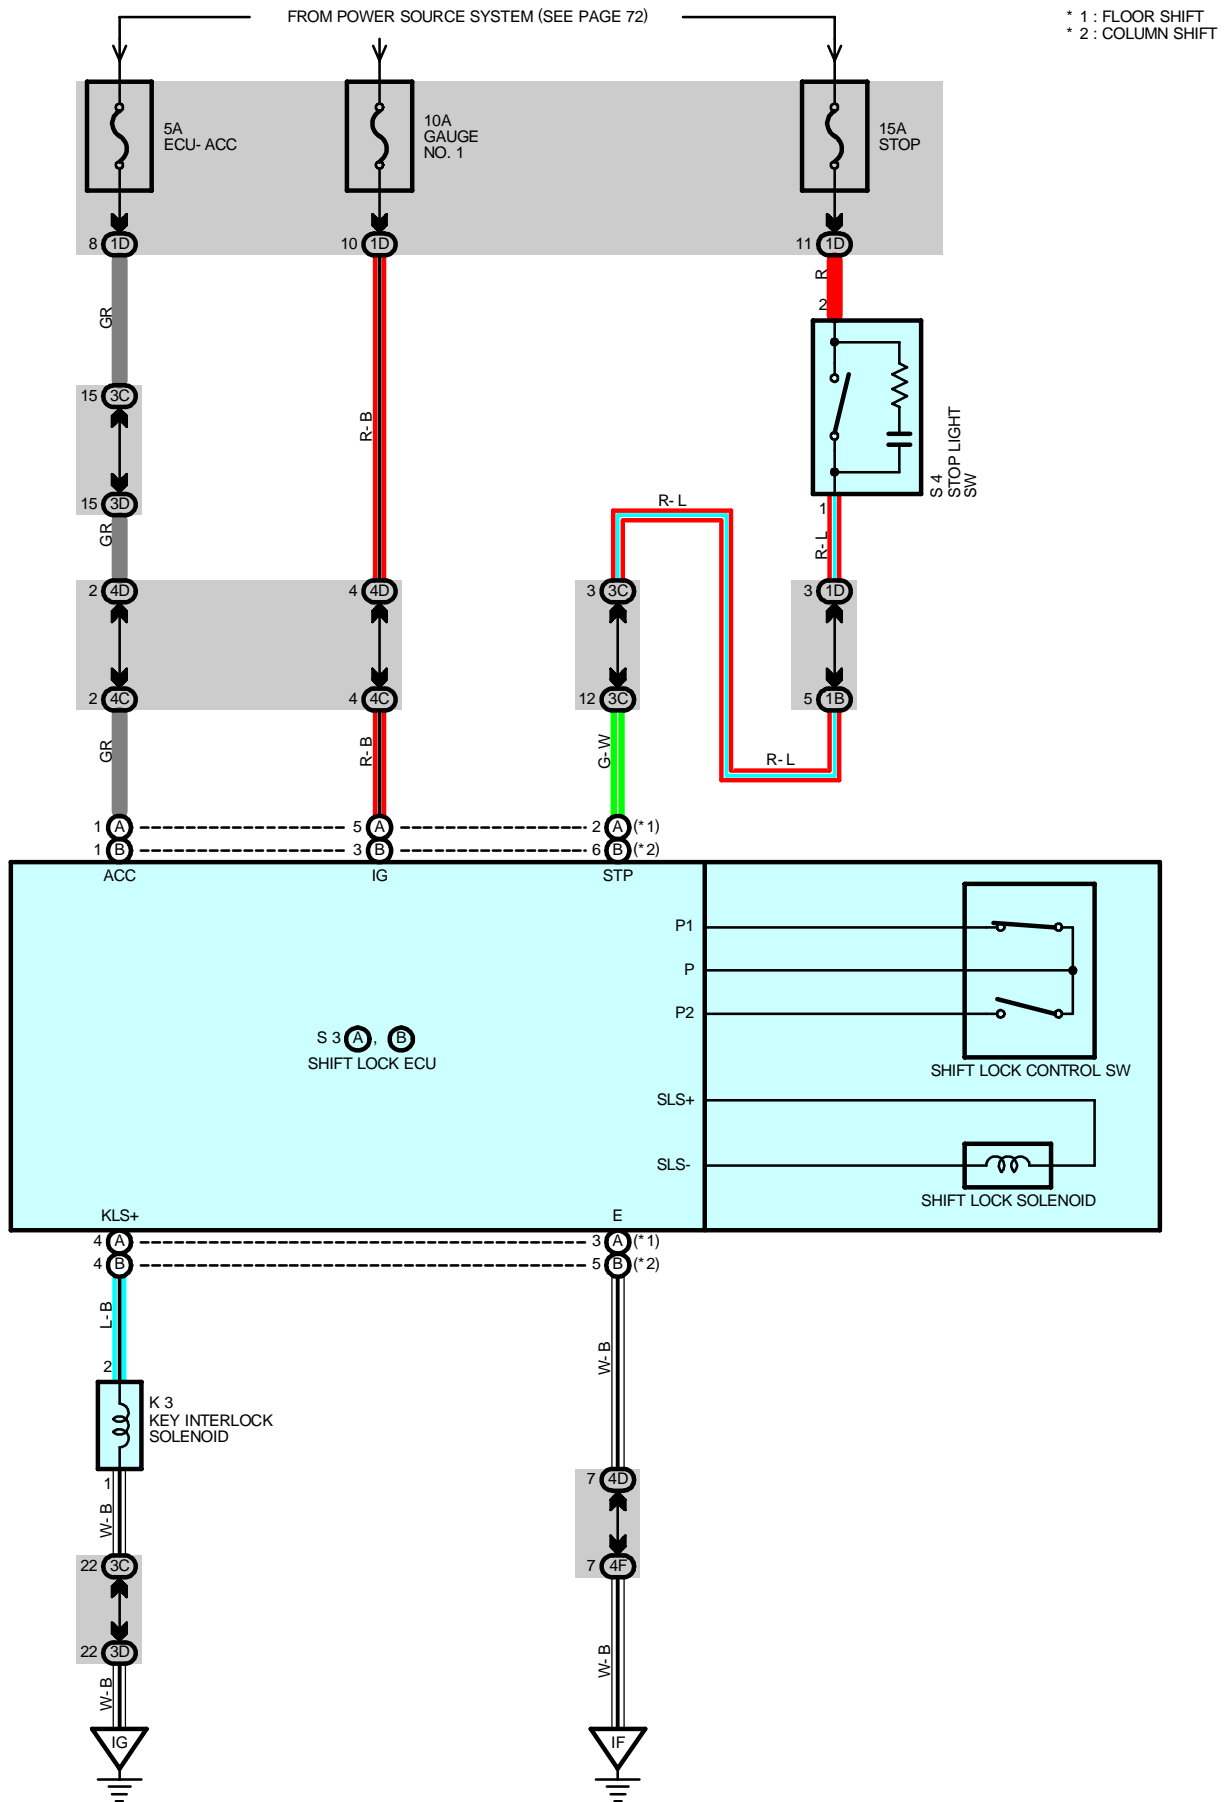 FROM POWER SOURCE SYSTEM (SEE PAGE 72)
* 1 : FLOOR SHIFT
* 2 : COLUMN SHIFT
5A
ECU- ACC
10A
GAUGE
NO. 1
15A
STOP
8 1D
10 1D
11 1D
GR
R
2
15 3C
R- B
S 4
STOP LIGHT
SW
15 3D
GR
R- L
1
R- L
2 4D
4 4D
3 3C
3 1D
2 4C
4 4C
12 3C
5 1B
GR
R- B
G- W
R- L
1 A
5 A
2 A (* 1)
1 B
3 B
6 B (* 2)
ACC
IG
STP
P1
P
P2
S 3 A , B
SHIFT LOCK ECU
SHIFT LOCK CONTROL SW
SLS+
SLS-
SHIFT LOCK SOLENOID
KLS+
E
4 A
3 A (* 1)
4 B
5 B (* 2)
L- B
W- B
2
K 3
KEY INTERLOCK
SOLENOID
1
W- B
7 4D
22 3C
7 4F
22 3D
W- B
W- B
IG
IF